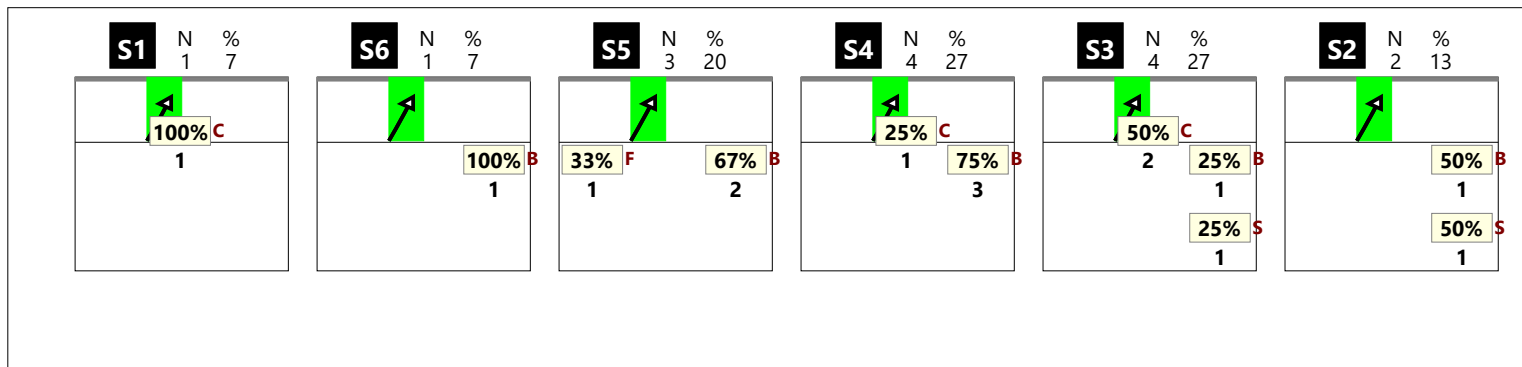 S1 N % S6 N % S5 N % S4 N % S3 N % S2 N %
1 7 1 7 3 20 4 27 4 27 2 13
100% C 25% C 50% C
1 100% B 33% F 67% B 1 75% B 2 25% B 50% B
1 1 2 3 1 1
25% S 50% S
1 1